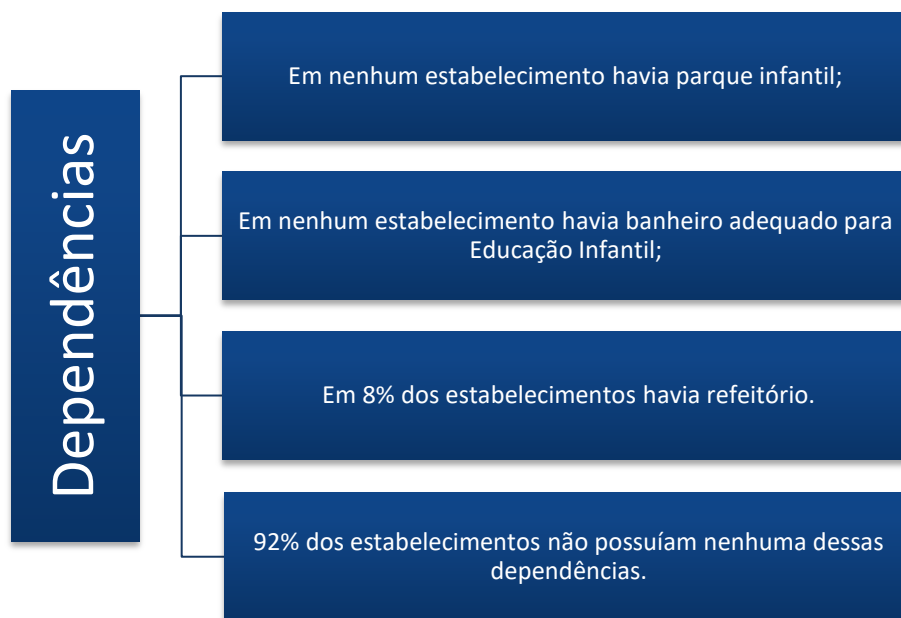 Dependências
Em nenhum estabelecimento havia parque infantil;
Em nenhum estabelecimento havia banheiro adequado para
Educação Infantil;
Em 8% dos estabelecimentos havia refeitório.
92% dos estabelecimentos não possuíam nenhuma dessas
dependências.